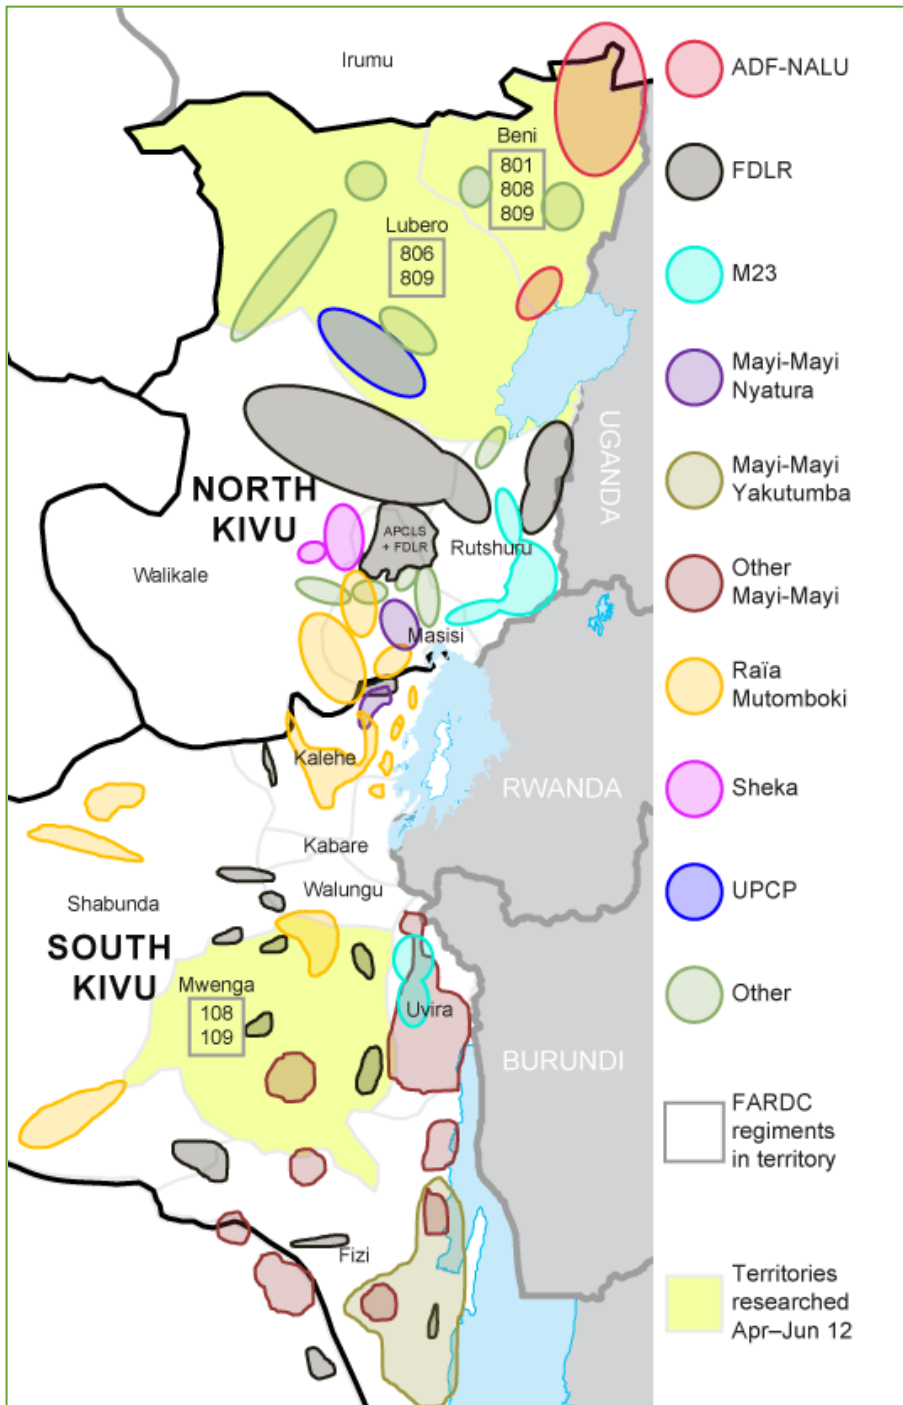 Irumu
Beni
801
808
809
Lubero
806
809
NORTH
KIVU
UGANDA
APCLS
+ FDLR
Rutshuru
Walikale
Masisi
Kalehe
RWANDA
Kabare
Walungu
Shabunda
SOUTH
KIVU
Mwenga
108
109
Uvira
BURUNDI
Fizi
ADF-NALU
FDLR
M23
Mayi-Mayi
Nyatura
Mayi-Mayi
Yakutumba
Other
Mayi-Mayi
Raïa
Mutomboki
Sheka
UPCP
Other
FARDC
regiments
in territory
Territories
researched
Apr–Jun 12